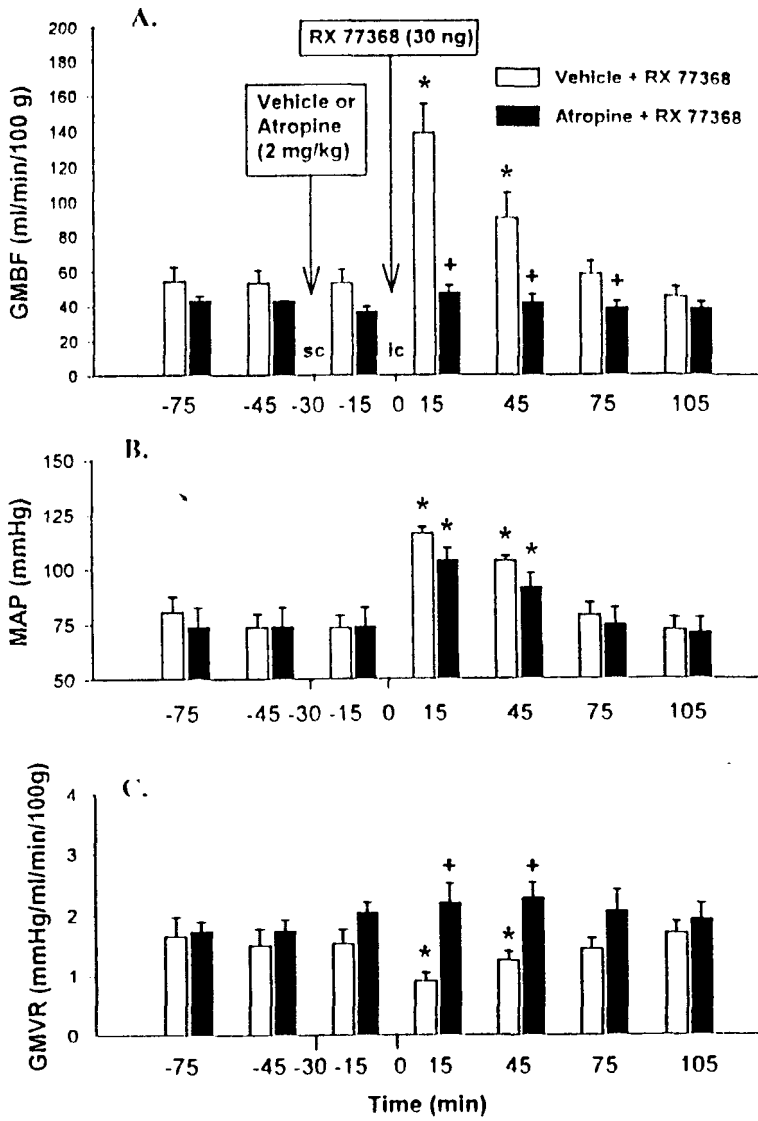 A.
RX 77368 (30 ng)
Vehicle or
Atropine
(2 mg/kg)
Vehicle + RX 77368
Atropine + RX 77368
GMBF (ml/min/100 g)
200
180
160
140
120
100
80
60
40
20
0
*
*
+
+
+
sc
ic
-75 -45 -30 -15 0 15 45 75 105
B.
MAP (mmHg)
150
125
100
75
50
* * * *
-75 -45 -30 -15 0 15 45 75 105
C.
GMVR (mmHg/ml/min/100g)
4
3
2
1
0
+ +
* *
-75 -45 -30 -15 0 15 45 75 105
Time (min)